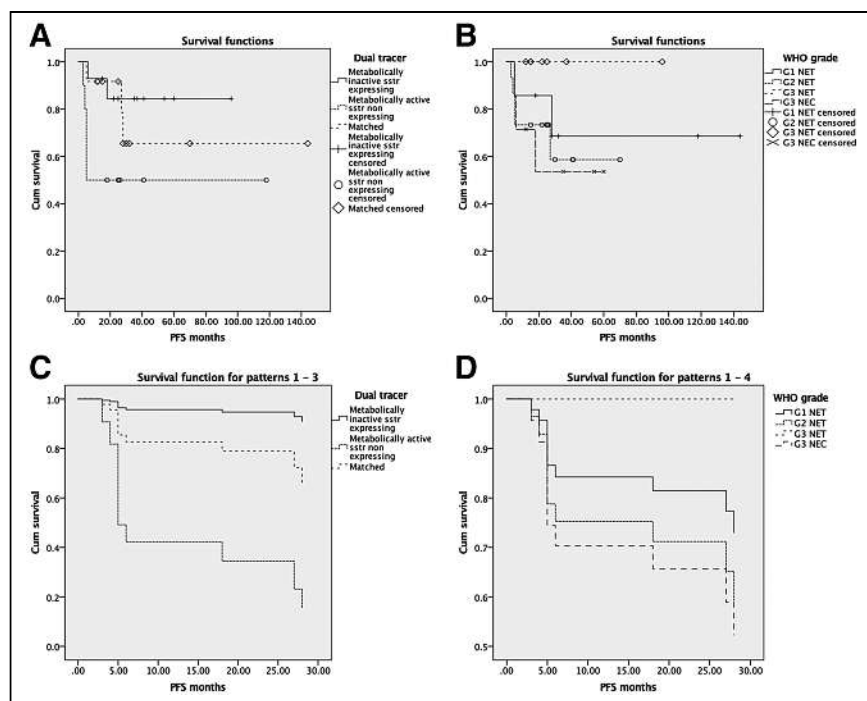 A
Survival functions
Cum survival
1.0
0.8
0.6
0.4
0.2
0.0
.00 20.00 40.00 60.00 80.00 100.00 120.00 140.00
PFS months
Dual tracer
Metabolically
inactive sstr
expressing
Metabolically
active sstr
non expressing
Matched
Metabolically
inactive sstr
expressing
censored
Metabolically active
sstr non
expressing
censored
Matched censored
B
Survival functions
Cum survival
1.0
0.8
0.6
0.4
0.2
0.0
.00 20.00 40.00 60.00 80.00 100.00 120.00 140.00
PFS months
WHO grade
G1 NET
G2 NET
G3 NET
G3 NEC
G1 NET censored
G2 NET censored
G3 NET censored
G3 NEC censored
C
Survival function for patterns 1 – 3
Cum survival
1.0
0.8
0.6
0.4
0.2
0.0
.00 5.00 10.00 15.00 20.00 25.00 30.00
PFS months
Dual tracer
Metabolically
inactive sstr
expressing
Metabolically active
sstr non
expressing
Matched
D
Survival function for patterns 1 – 4
Cum survival
1.0
0.9
0.8
0.7
0.6
0.5
.00 5.00 10.00 15.00 20.00 25.00 30.00
PFS months
WHO grade
G1 NET
G2 NET
G3 NET
G3 NEC